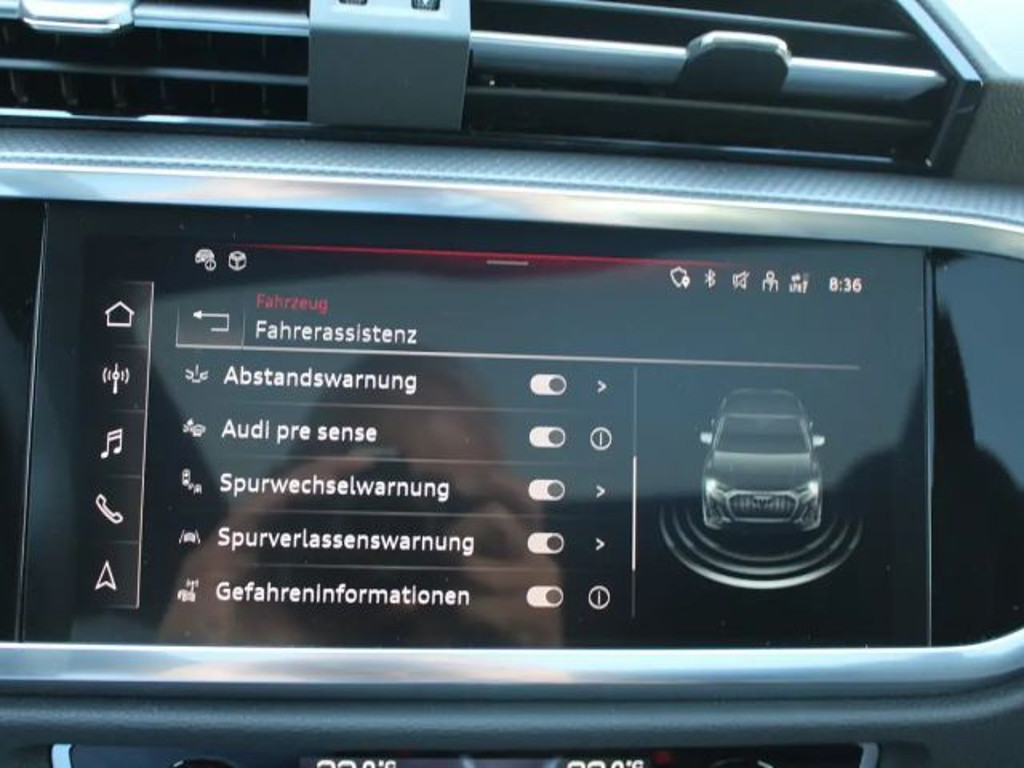 8:36
Fahrzeug
Fahrerassistenz
Abstandswarnung
Audi pre sense
Spurwechselwarnung
Spurverlassenswarnung
Gefahreninformationen